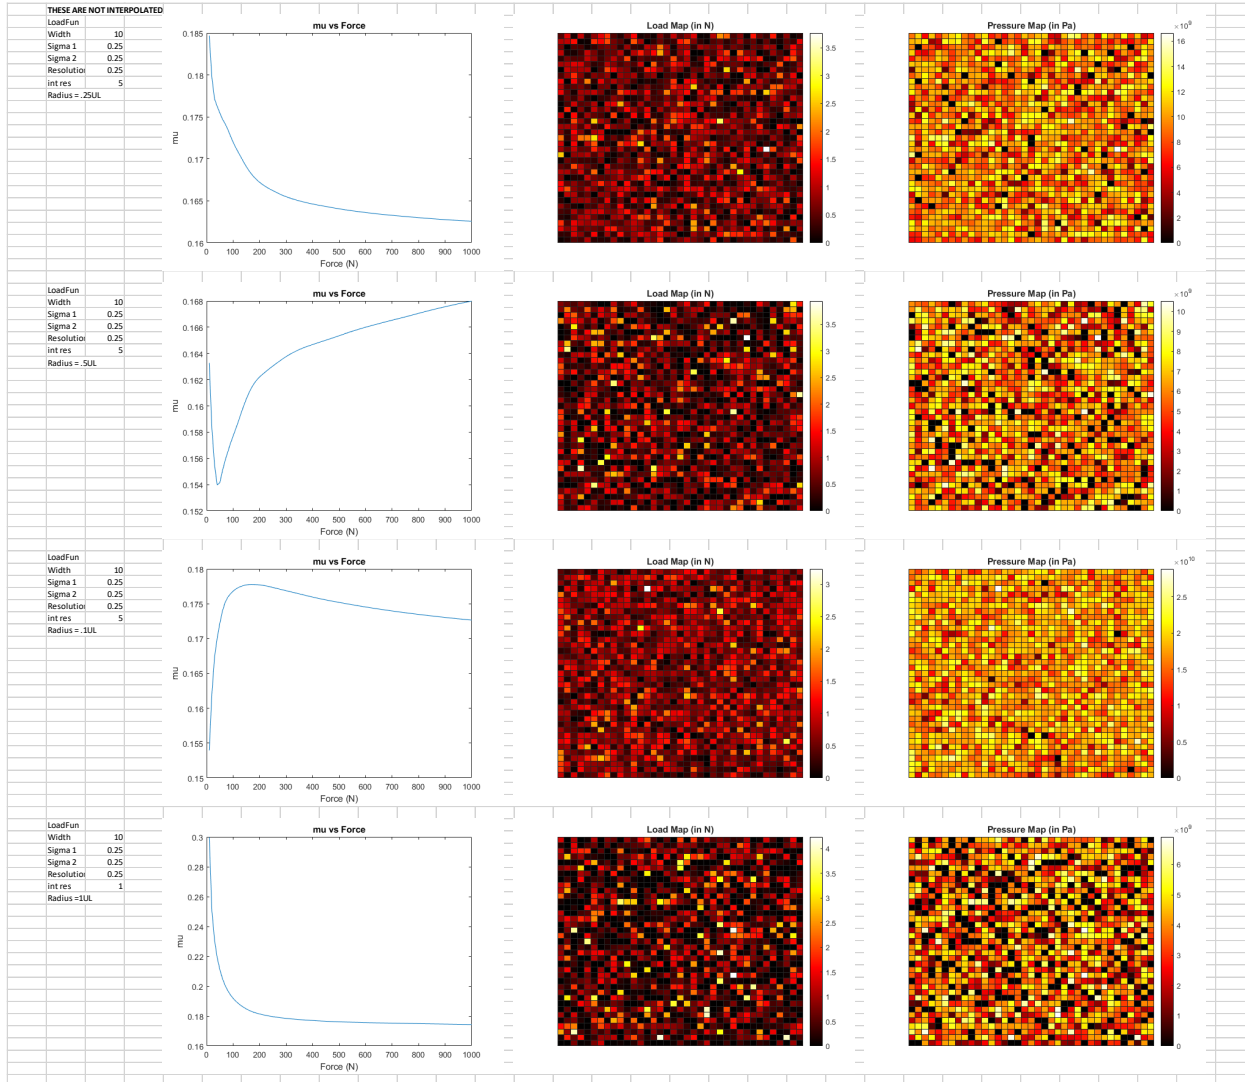 THESE ARE NOT INTERPOLATED
LoadFun
Width 10
Sigma 1 0.25
Sigma 2 0.25
Resolution 0.25
int res 5
Radius = .25UL
mu vs Force
0.185
0.18
0.175
0.17
0.165
0.16
mu
0 100 200 300 400 500 600 700 800 900 1000
Force (N)
Load Map (in N)
3.5
3
2.5
2
1.5
1
0.5
0
Pressure Map (in Pa)
×10⁹
16
14
12
10
8
6
4
2
0
LoadFun
Width 10
Sigma 1 0.25
Sigma 2 0.25
Resolution 0.25
int res 5
Radius = .5UL
mu vs Force
0.168
0.166
0.164
0.162
0.16
0.158
0.156
0.154
0.152
mu
0 100 200 300 400 500 600 700 800 900 1000
Force (N)
Load Map (in N)
3.5
3
2.5
2
1.5
1
0.5
0
Pressure Map (in Pa)
×10⁹
10
9
8
7
6
5
4
3
2
1
0
LoadFun
Width 10
Sigma 1 0.25
Sigma 2 0.25
Resolution 0.25
int res 5
Radius = .1UL
mu vs Force
0.18
0.175
0.17
0.165
0.16
0.155
0.15
mu
0 100 200 300 400 500 600 700 800 900 1000
Force (N)
Load Map (in N)
3
2.5
2
1.5
1
0.5
0
Pressure Map (in Pa)
×10¹⁰
2.5
2
1.5
1
0.5
0
LoadFun
Width 10
Sigma 1 0.25
Sigma 2 0.25
Resolution 0.25
int res 1
Radius =1UL
mu vs Force
0.3
0.28
0.26
0.24
0.22
0.2
0.18
0.16
mu
0 100 200 300 400 500 600 700 800 900 1000
Force (N)
Load Map (in N)
4
3.5
3
2.5
2
1.5
1
0.5
0
Pressure Map (in Pa)
×10⁹
6
5
4
3
2
1
0